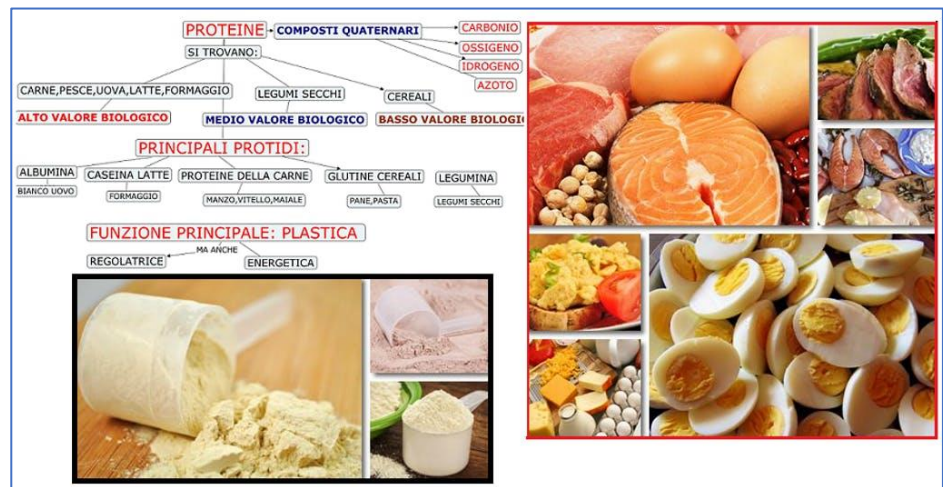 PROTEINE
COMPOSTI QUATERNARI
CARBONIO
OSSIGENO
IDROGENO
AZOTO
SI TROVANO:
CARNE,PESCE,UOVA,LATTE,FORMAGGIO
LEGUMI SECCHI
CEREALI
ALTO VALORE BIOLOGICO
MEDIO VALORE BIOLOGICO
BASSO VALORE BIOLOGI
PRINCIPALI PROTIDI:
ALBUMINA
CASEINA LATTE
PROTEINE DELLA CARNE
GLUTINE CEREALI
LEGUMINA
BIANCO UOVO
FORMAGGIO
MANZO,VITELLO,MAIALE
PANE,PASTA
LEGUMI SECCHI
FUNZIONE PRINCIPALE: PLASTICA
MA ANCHE
REGOLATRICE
ENERGETICA